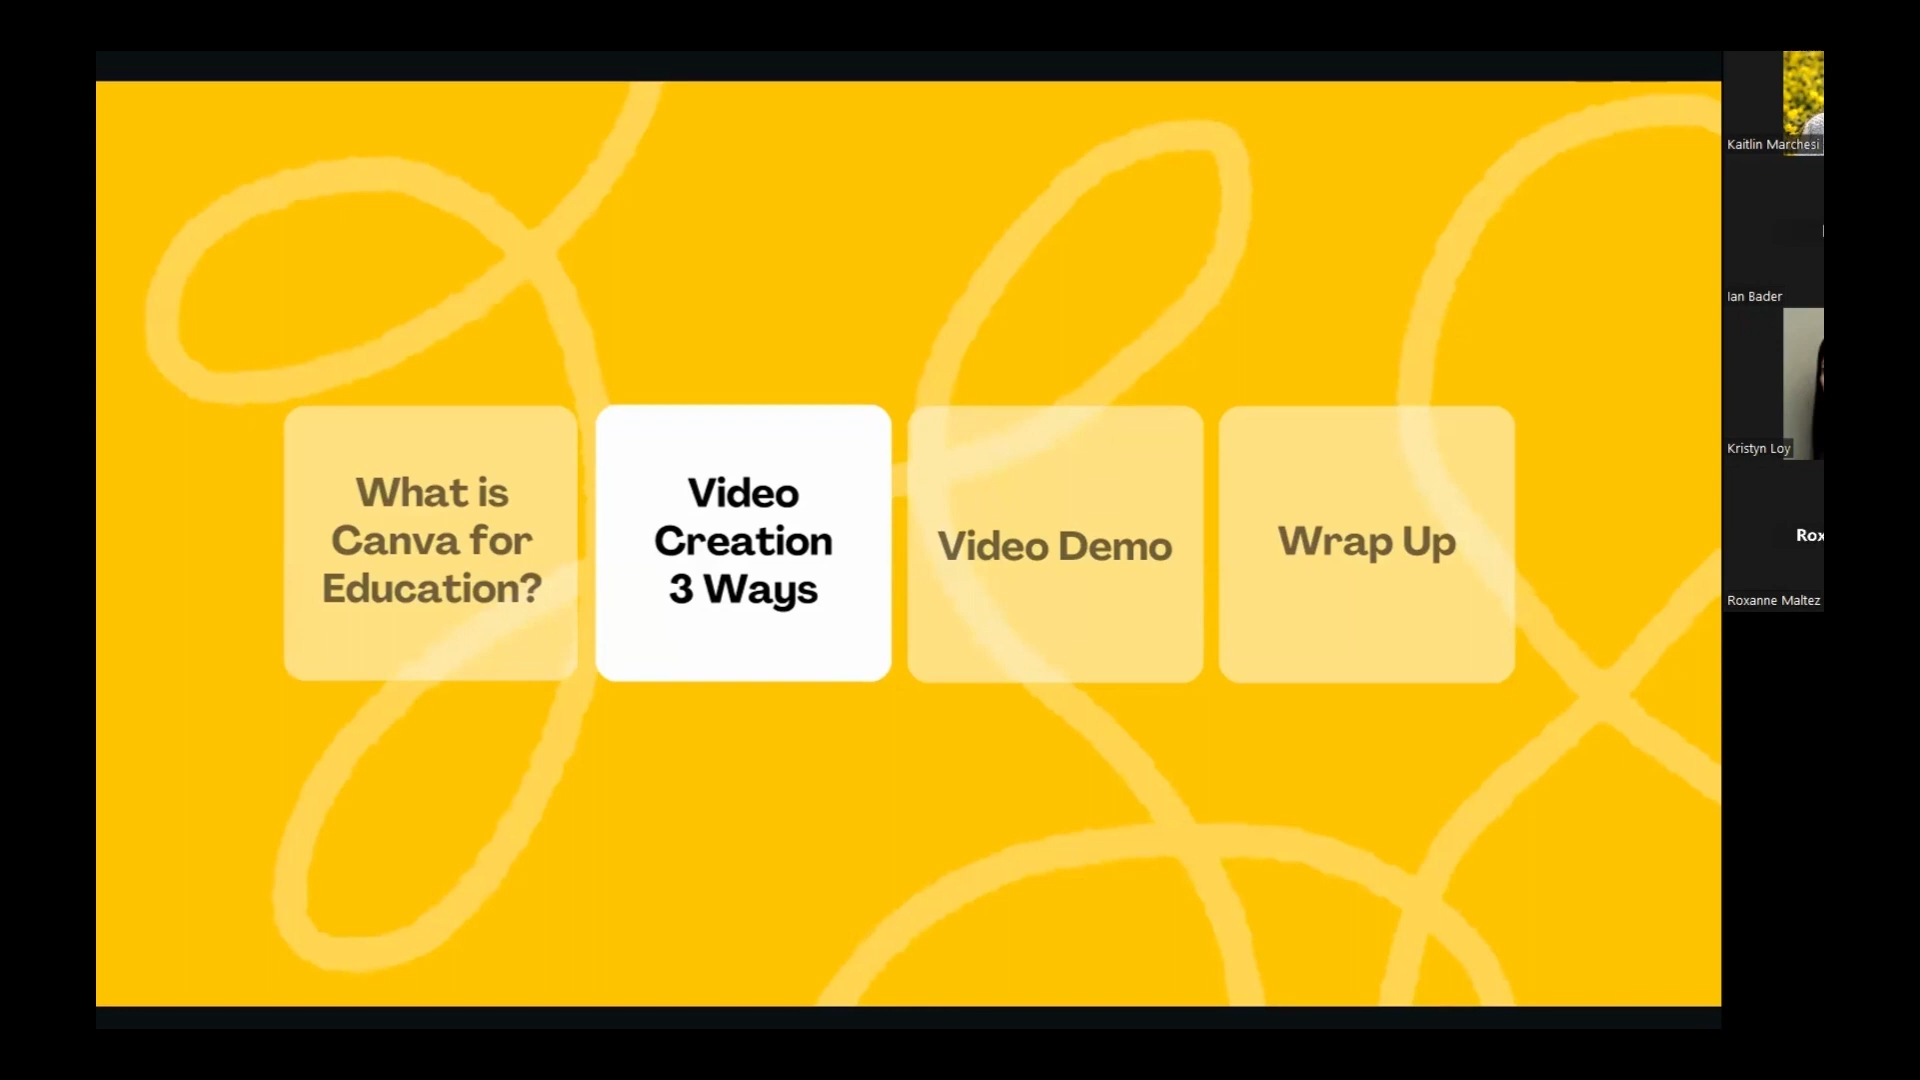 What is
Canva for
Education?
Video
Creation
3 Ways
Video Demo
Wrap Up
Kaitlin Marchesi
Ian Bader
Kristyn Loy
Rox
Roxanne Maltez